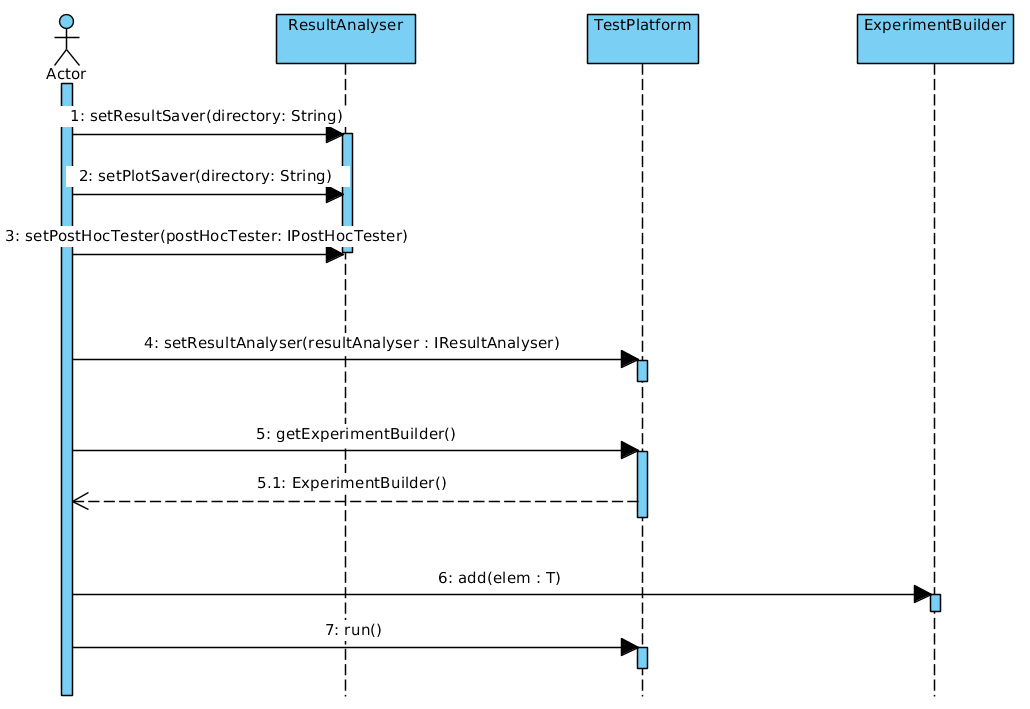 ResultAnalyser
TestPlatform
ExperimentBuilder
Actor
1: setResultSaver(directory: String)
2: setPlotSaver(directory: String)
3: setPostHocTester(postHocTester: IPostHocTester)
4: setResultAnalyser(resultAnalyser : IResultAnalyser)
5: getExperimentBuilder()
5.1: ExperimentBuilder()
6: add(elem : T)
7: run()